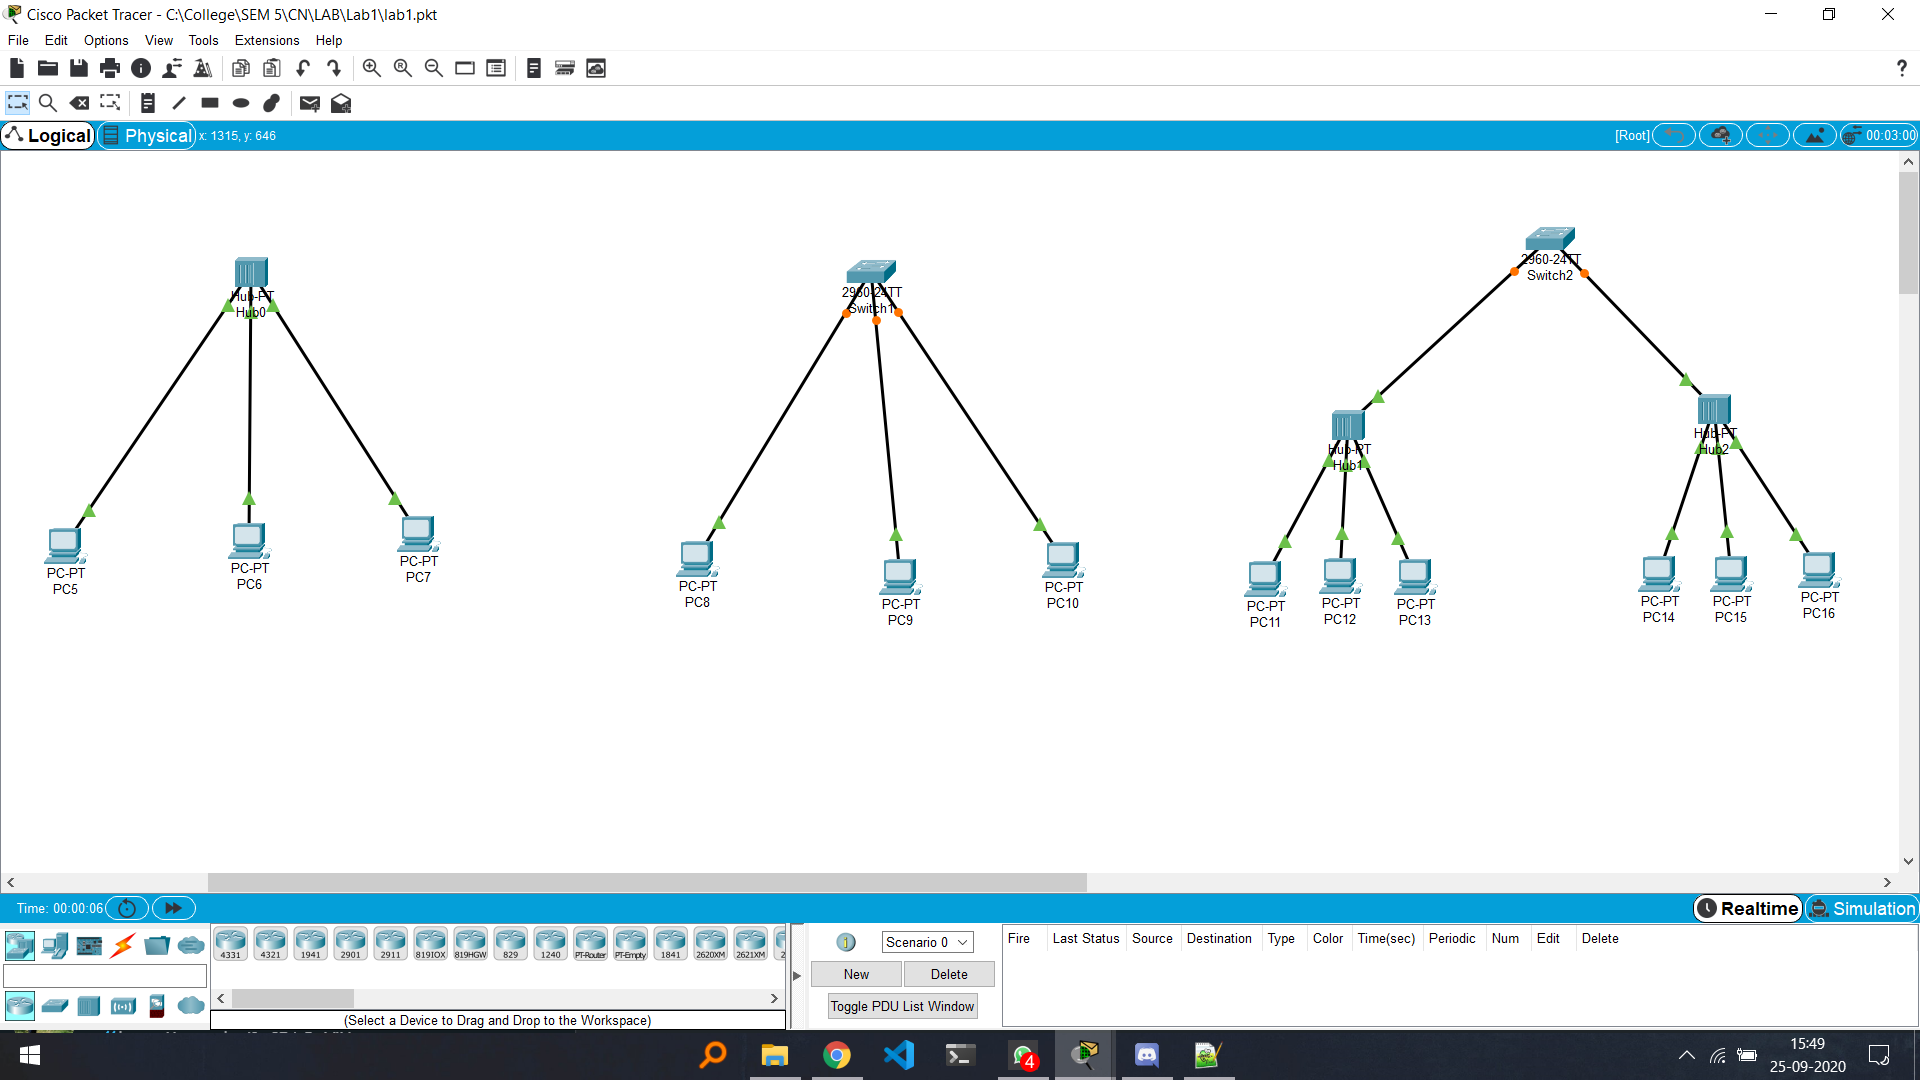 Cisco Packet Tracer - C:\College\SEM 5\CN\LAB\Lab1\lab1.pkt
File Edit Options View Tools Extensions Help
?
Logical Physical x: 1315, y: 646 [Root] 00:03:00
2960-24TT
Switch2
Hub-PT
Hub0
2960-24TT
Switch1
Hub-PT
Hub1
Hub-PT
Hub2
PC-PT
PC5
PC-PT
PC6
PC-PT
PC7
PC-PT
PC8
PC-PT
PC9
PC-PT
PC10
PC-PT
PC11
PC-PT
PC12
PC-PT
PC13
PC-PT
PC14
PC-PT
PC15
PC-PT
PC16
Time: 00:00:06 Realtime Simulation
4331 4321 1941 2901 2911 819IOX 819HGW 829 1240 PT-Router PT-Empty 1841 2620XM 2621XM
(Select a Device to Drag and Drop to the Workspace)
Scenario 0
New Delete
Toggle PDU List Window
Fire Last Status Source Destination Type Color Time(sec) Periodic Num Edit Delete
4
15:49
25-09-2020